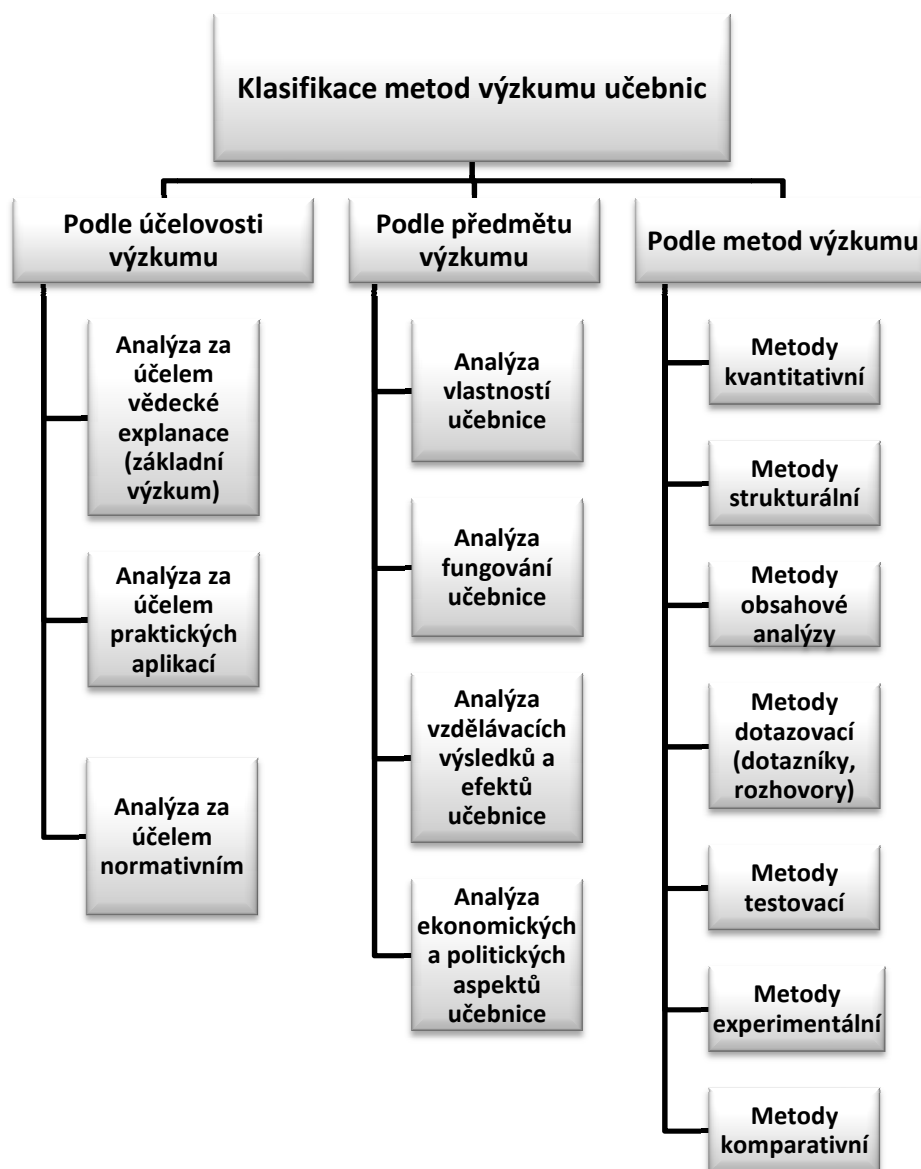 Klasifikace metod výzkumu učebnic
Podle účelovosti
výzkumu
Analýza za
účelem
vědecké
explanace
(základní
výzkum)
Analýza za
účelem
praktických
aplikací
Analýza za
účelem
normativním
Podle předmětu
výzkumu
Analýza
vlastností
učebnice
Analýza
fungování
učebnice
Analýza
vzdělávacích
výsledků a
efektů
učebnice
Analýza
ekonomických
a politických
aspektů
učebnice
Podle metod výzkumu
Metody
kvantitativní
Metody
strukturální
Metody
obsahové
analýzy
Metody
dotazovací
(dotazníky,
rozhovory)
Metody
testovací
Metody
experimentální
Metody
komparativní